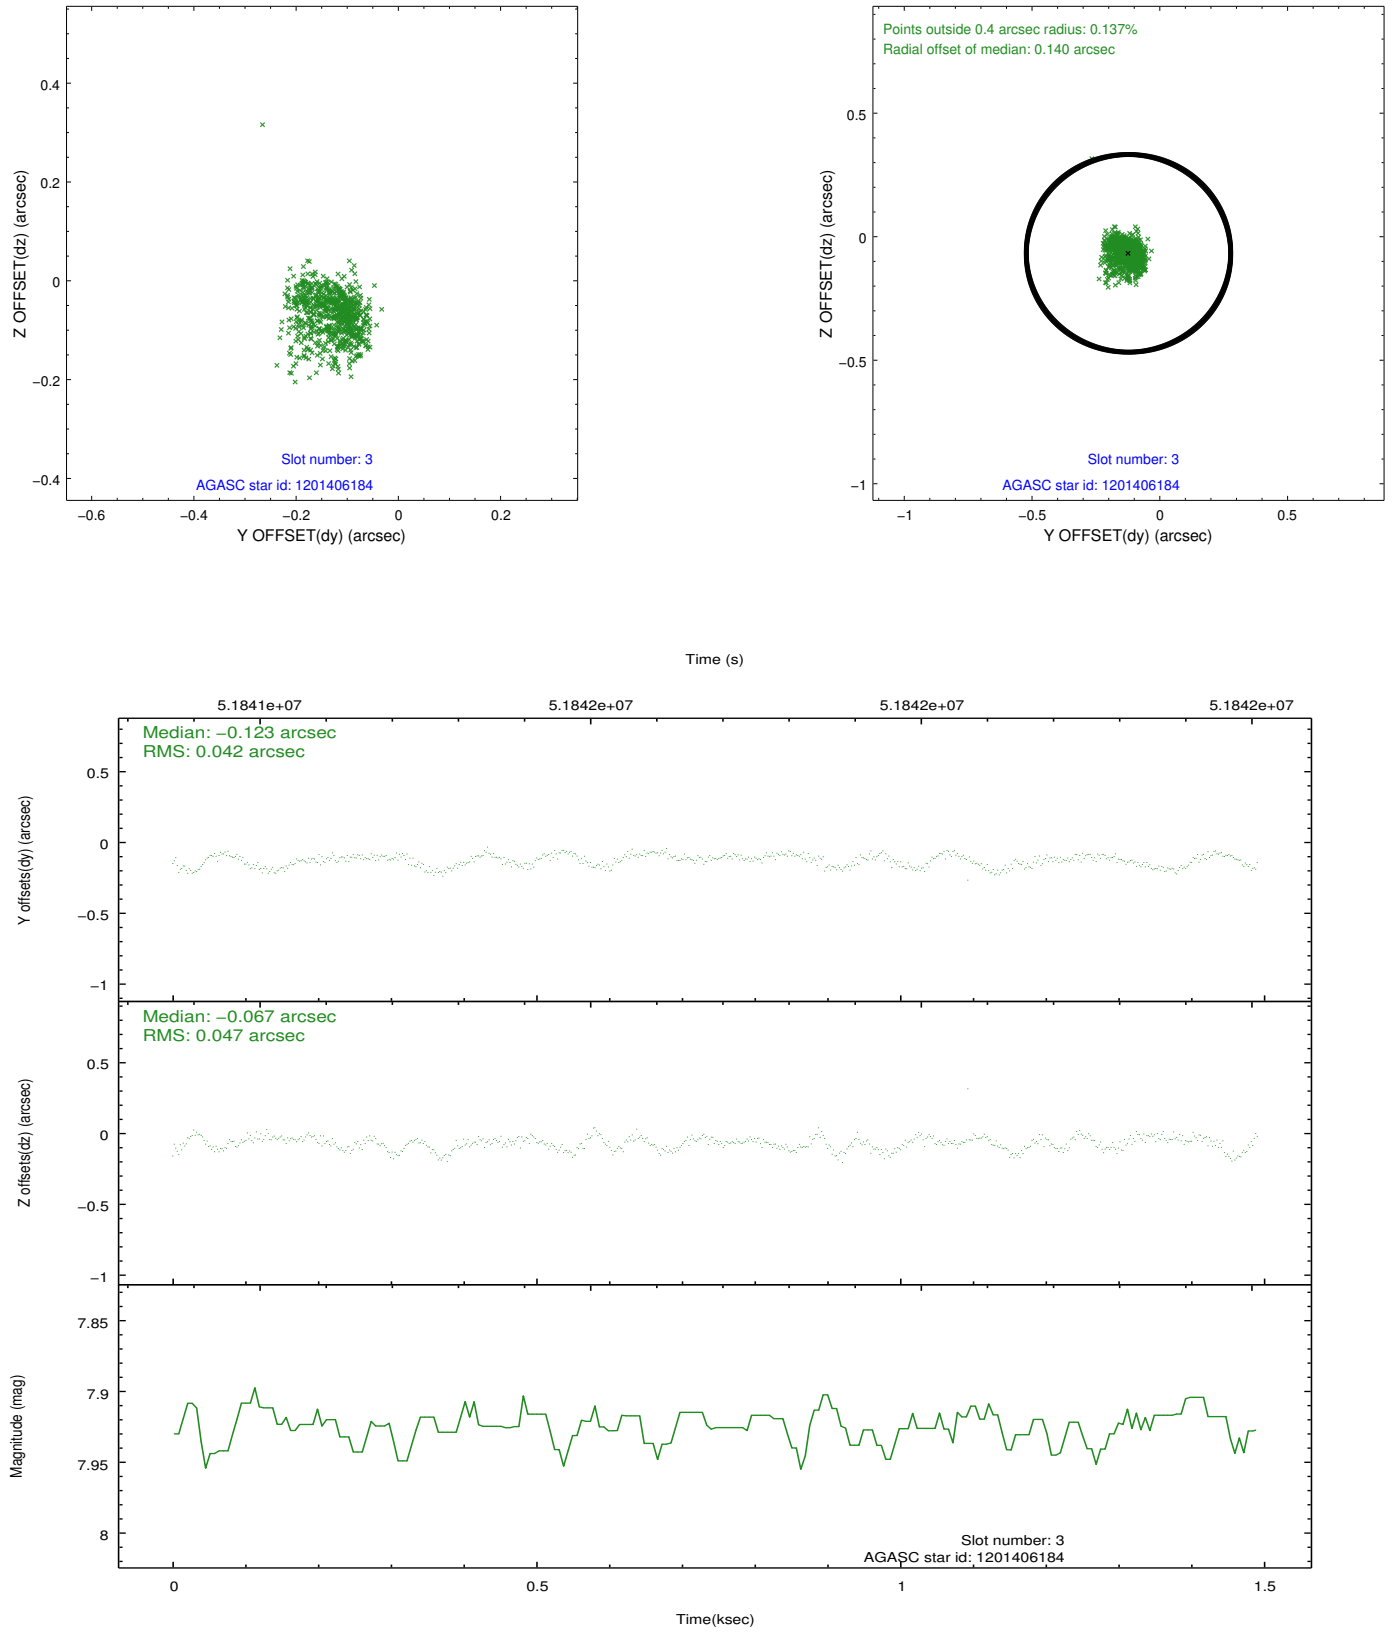 0.4
0.2
0
−0.2
−0.4
Z OFFSET(dz) (arcsec)
Slot number: 3
AGASC star id: 1201406184
−0.6
−0.4
−0.2
0
0.2
Y OFFSET(dy) (arcsec)
Points outside 0.4 arcsec radius: 0.137%
Radial offset of median: 0.140 arcsec
0.5
0
−0.5
−1
Z OFFSET(dz) (arcsec)
Slot number: 3
AGASC star id: 1201406184
−1
−0.5
0
0.5
Y OFFSET(dy) (arcsec)
Time (s)
5.1841e+07
5.1842e+07
5.1842e+07
5.1842e+07
Median: −0.123 arcsec
RMS: 0.042 arcsec
0.5
0
−0.5
−1
Y offsets(dy) (arcsec)
Median: −0.067 arcsec
RMS: 0.047 arcsec
0.5
0
−0.5
−1
Z offsets(dz) (arcsec)
7.85
7.9
7.95
8
Magnitude (mag)
Slot number: 3
AGASC star id: 1201406184
0
0.5
1
1.5
Time(ksec)